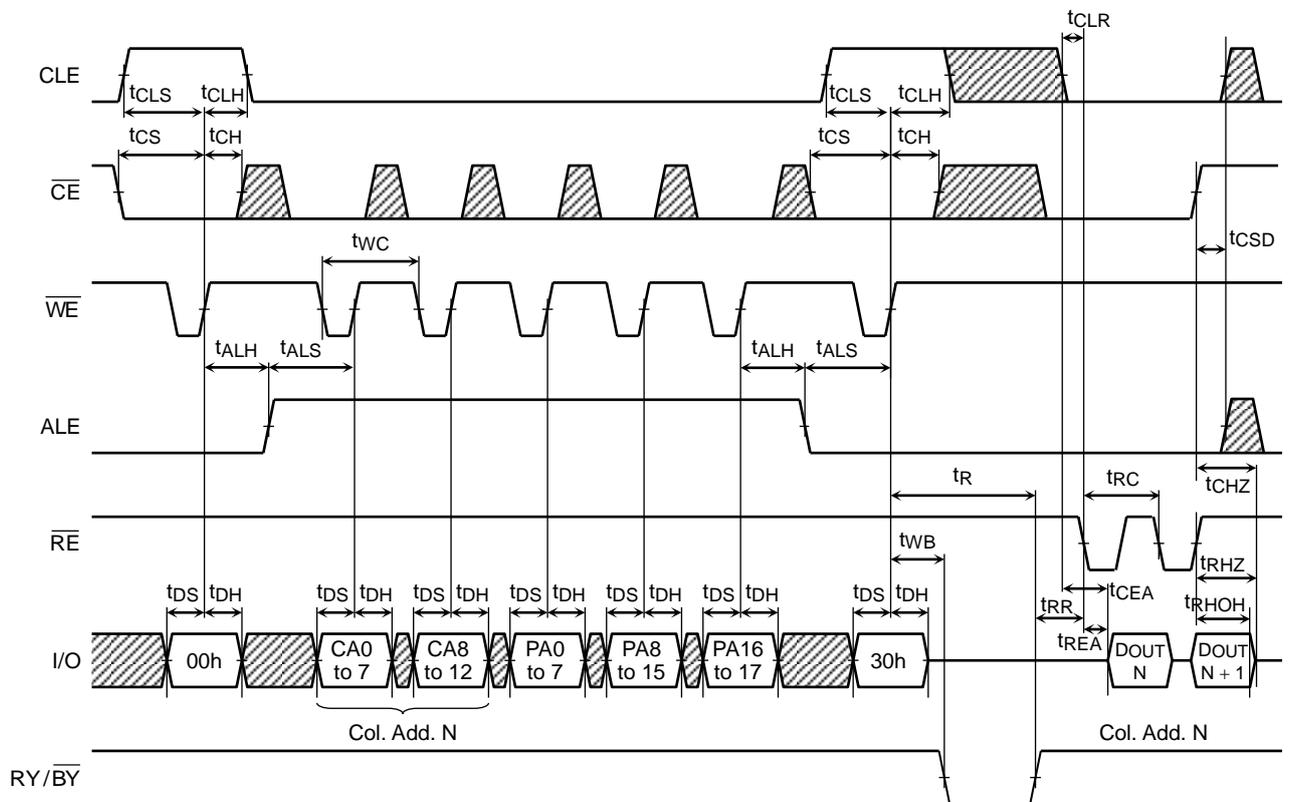 tCLR
CLE
tCLS tCLH tCLS tCLH
tCS tCH tCS tCH
CE
tWC tCSD
WE
tALH tALS tALH tALS
ALE
tR tRC tCHZ
RE
tWB
tRHZ
tDS tDH tDS tDH tDS tDH tDS tDH tDS tDH tDS tDH tDS tDH tCEA
tRR tRHOH
tREA
I/O 00h CA0 to 7 CA8 to 12 PA0 to 7 PA8 to 15 PA16 to 17 30h DOUT N DOUT N + 1
Col. Add. N Col. Add. N
RY/BY